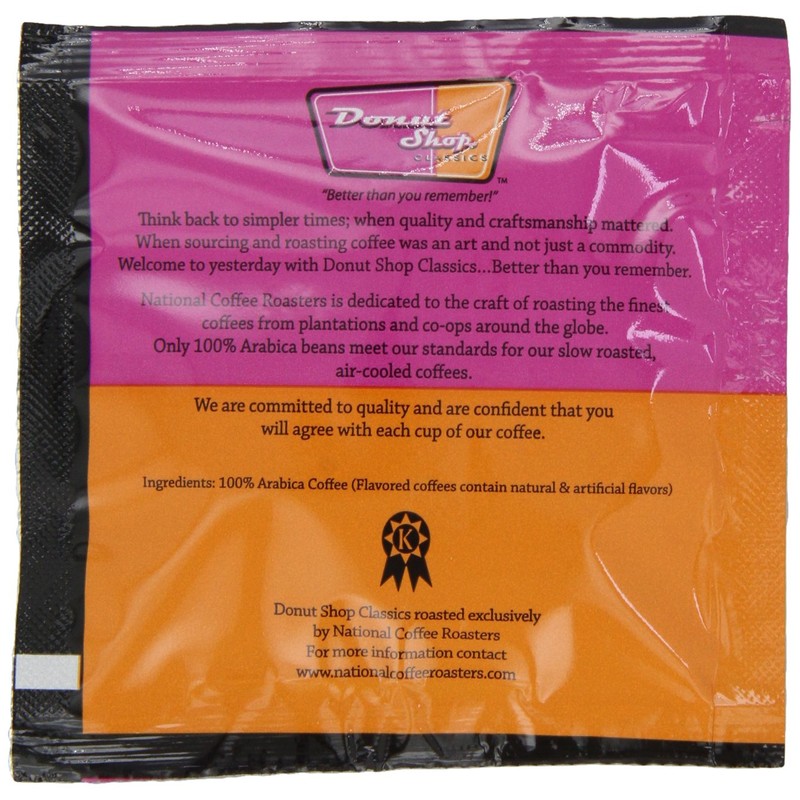 Donut
Shop
CLASSICS
™
"Better than you remember!"
Think back to simpler times; when quality and craftsmanship mattered.
When sourcing and roasting coffee was an art and not just a commodity.
Welcome to yesterday with Donut Shop Classics...Better than you remember.
National Coffee Roasters is dedicated to the craft of roasting the finest
coffees from plantations and co-ops around the globe.
Only 100% Arabica beans meet our standards for our slow roasted,
air-cooled coffees.
We are committed to quality and are confident that you
will agree with each cup of our coffee.
Ingredients: 100% Arabica Coffee (Flavored coffees contain natural & artificial flavors)
K
Donut Shop Classics roasted exclusively
by National Coffee Roasters
For more information contact
www.nationalcoffeeroasters.com